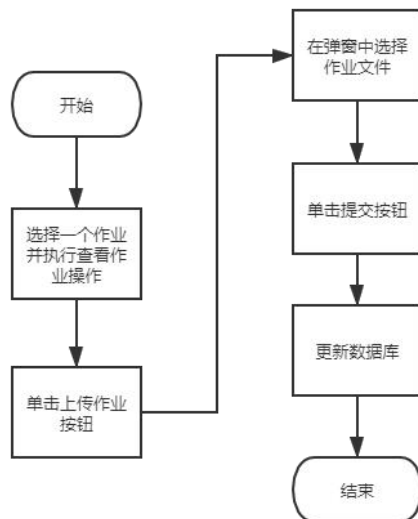 开始
选择一个作业
并执行查看作
业操作
单击上传作业
按钮
在弹窗中选择
作业文件
单击提交按钮
更新数据库
结束